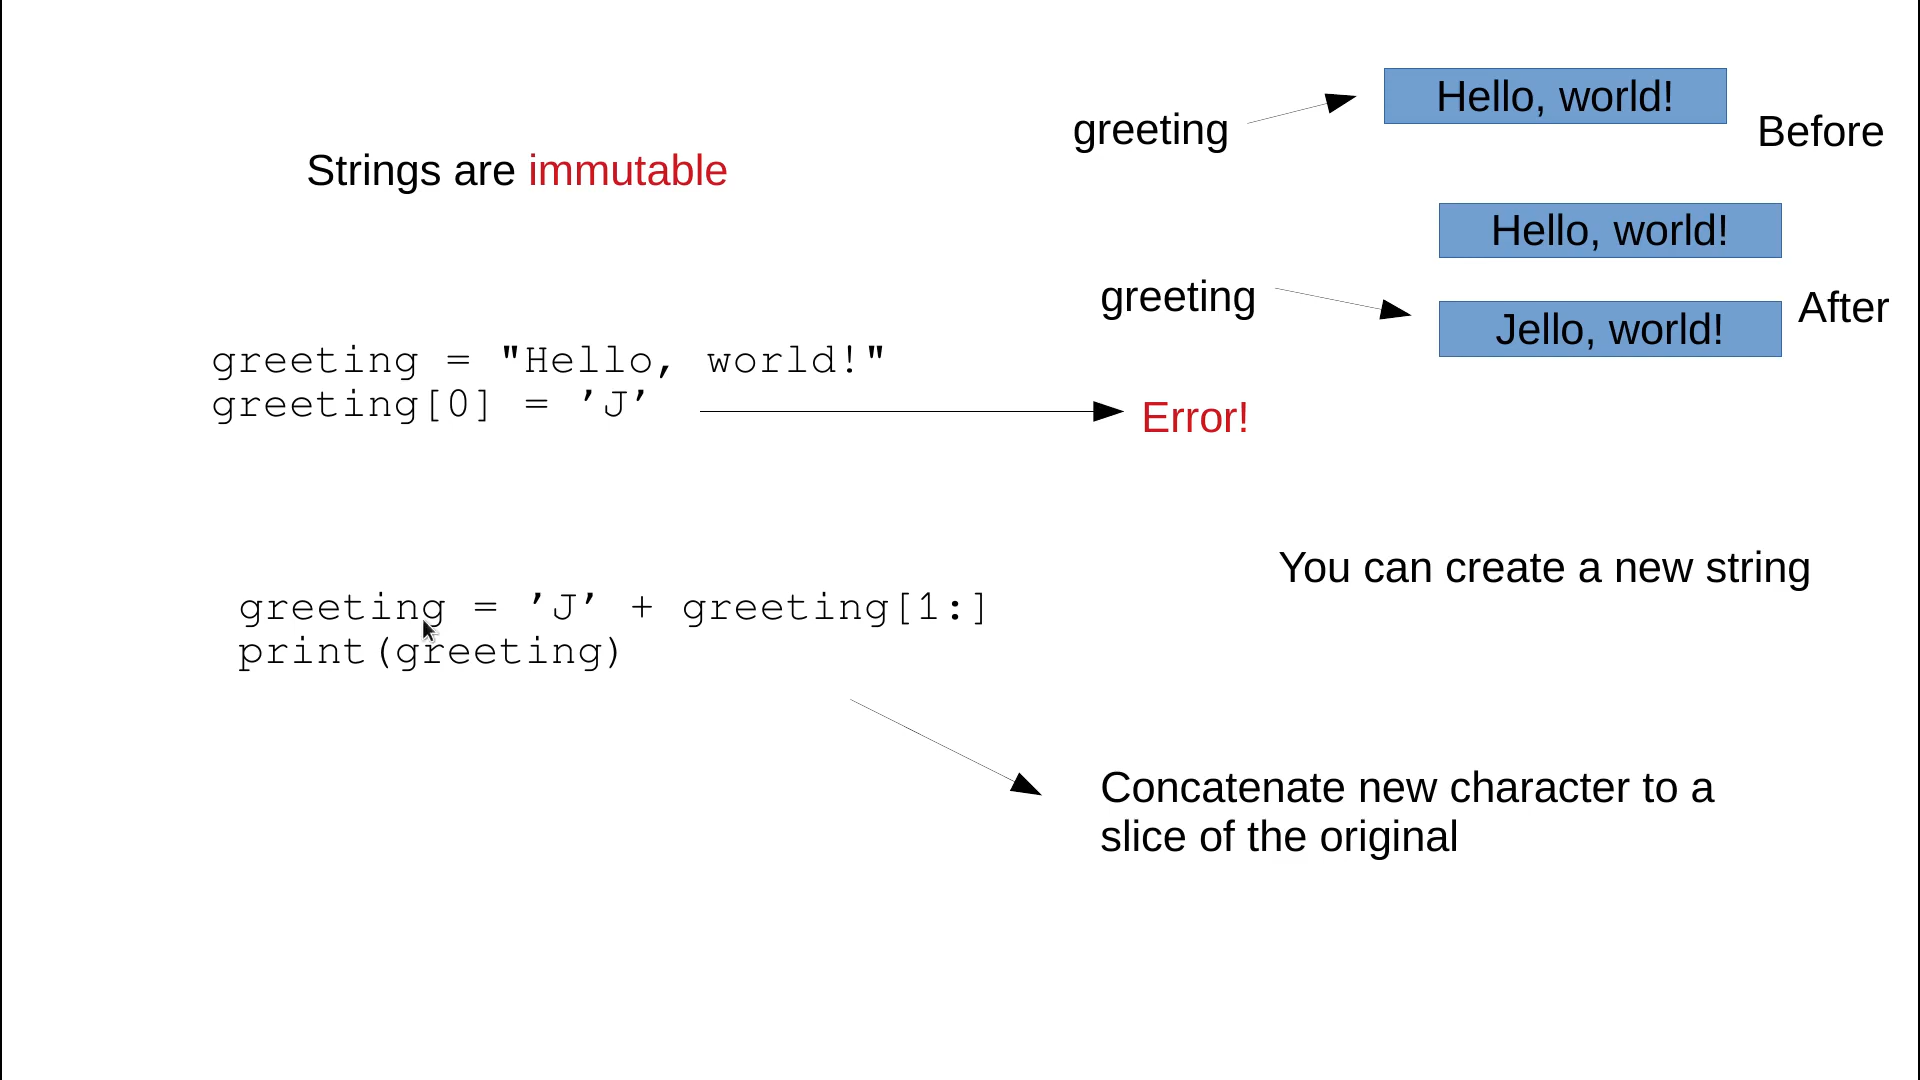 Strings are immutable
greeting
Hello, world!
Before
Hello, world!
greeting
Jello, world!
After
greeting = "Hello, world!"
greeting[0] = ’J’
Error!
You can create a new string
greeting = ’J’ + greeting[1:]
print(greeting)
Concatenate new character to a
slice of the original